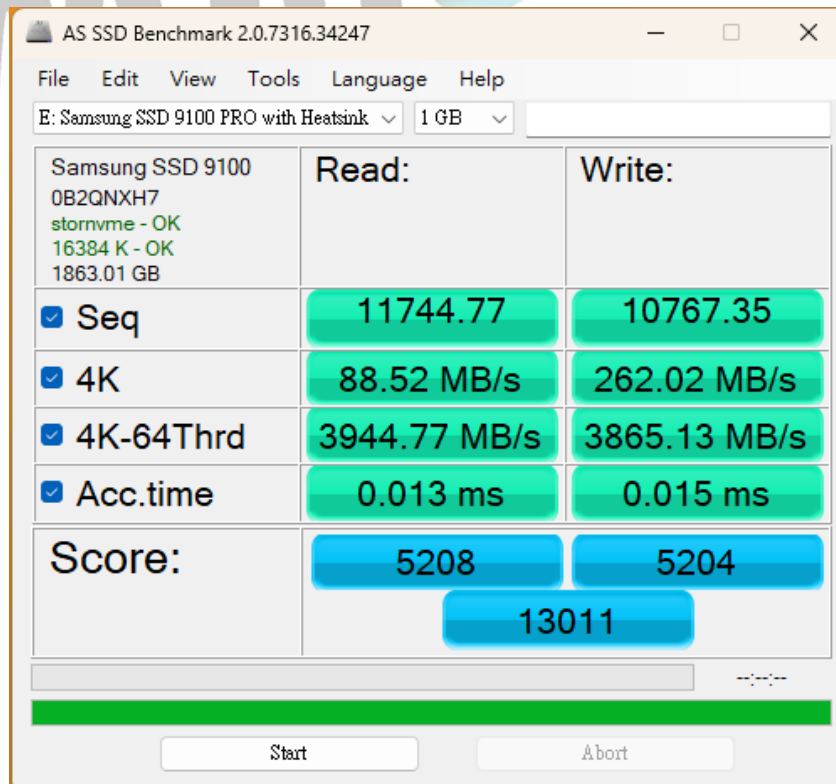 AS SSD Benchmark 2.0.7316.34247
File Edit View Tools Language Help
E: Samsung SSD 9100 PRO with Heatsink 1 GB
Samsung SSD 9100
0B2QNXH7
stornvme - OK
16384 K - OK
1863.01 GB
Read: Write:
Seq 11744.77 10767.35
4K 88.52 MB/s 262.02 MB/s
4K-64Thrd 3944.77 MB/s 3865.13 MB/s
Acc.time 0.013 ms 0.015 ms
Score: 5208 5204
13011
--:--:--
Start Abort